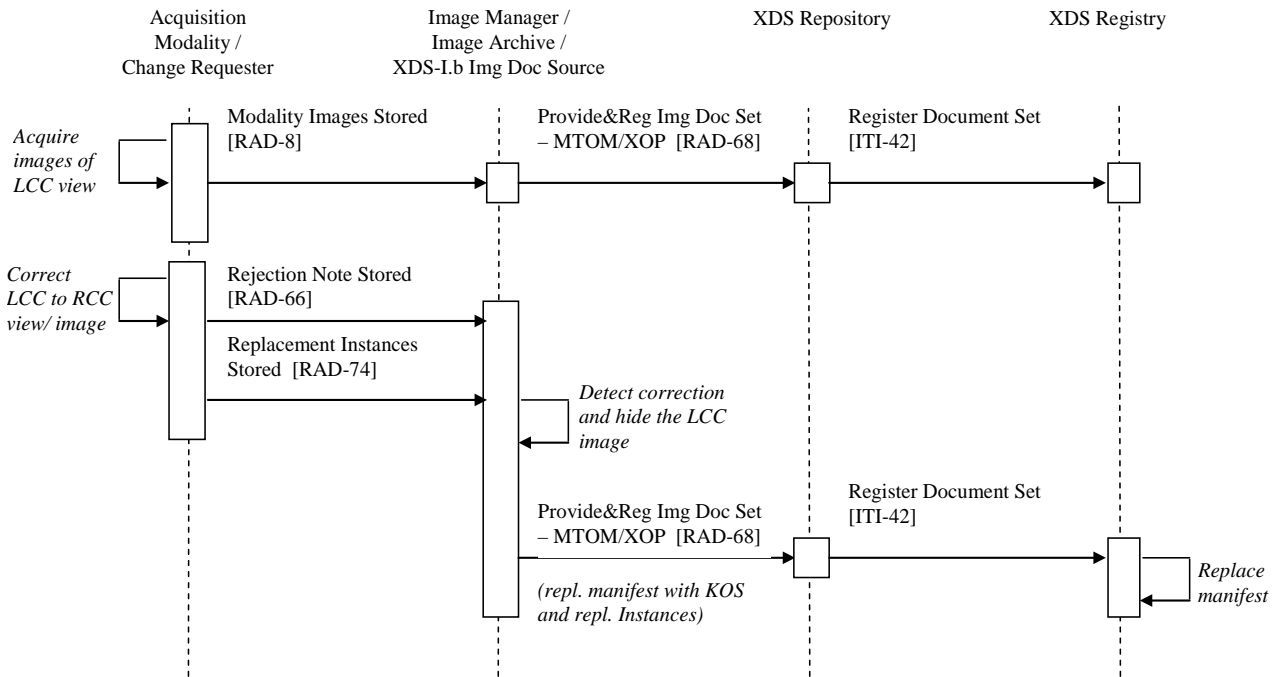 Acquisition
Modality /
Change Requester
Image Manager /
Image Archive /
XDS-I.b Img Doc Source
XDS Repository
XDS Registry
Acquire
images of
LCC view
Modality Images Stored
[RAD-8]
Provide&Reg Img Doc Set
– MTOM/XOP [RAD-68]
Register Document Set
[ITI-42]
Correct
LCC to RCC
view/ image
Rejection Note Stored
[RAD-66]
Replacement Instances
Stored [RAD-74]
Detect correction
and hide the LCC
image
Provide&Reg Img Doc Set
– MTOM/XOP [RAD-68]
(repl. manifest with KOS
and repl. Instances)
Register Document Set
[ITI-42]
Replace
manifest